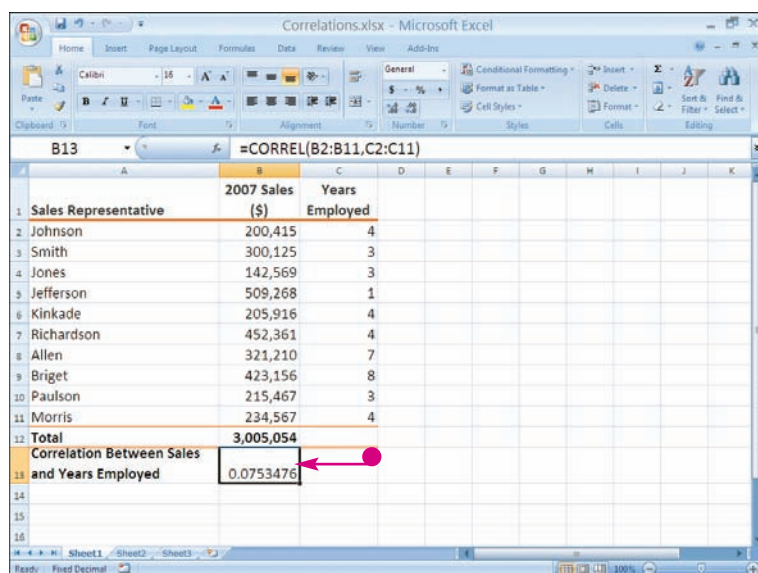 Correlations.xlsx - Microsoft Excel
Home Insert Page Layout Formulas Data Review View Add-Ins
Paste
Calibri 16 A A
B I U A
General
$ % ,
Conditional Formatting
Format as Table
Cell Styles
Insert
Delete
Format
Σ
Sort & Filter
Find & Select
Clipboard Font Alignment Number Styles Cells Editing
B13 fx =CORREL(B2:B11,C2:C11)
A B C D E F G H I J K
1 Sales Representative 2007 Sales ($) Years Employed
2 Johnson 200,415 4
3 Smith 300,125 3
4 Jones 142,569 3
5 Jefferson 509,268 1
6 Kinkade 205,916 4
7 Richardson 452,361 4
8 Allen 321,210 7
9 Briget 423,156 8
10 Paulson 215,467 3
11 Morris 234,567 4
12 Total 3,005,054
13 Correlation Between Sales and Years Employed 0.0753476
14
15
16
Sheet1 Sheet2 Sheet3
Ready Fixed Decimal 100%